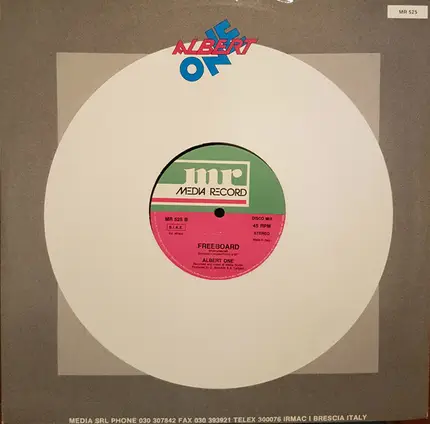 MR 525
ALBERT
ONE
mr
MEDIA RECORD
MR 525 B
DISCO MIX
S.I.A.E.
45 RPM
STEREO
FREEBOARD
ALBERT ONE
MEDIA SRL PHONE 030 307842 FAX 030 393921 TELEX 300076 IRMAC I BRESCIA ITALY